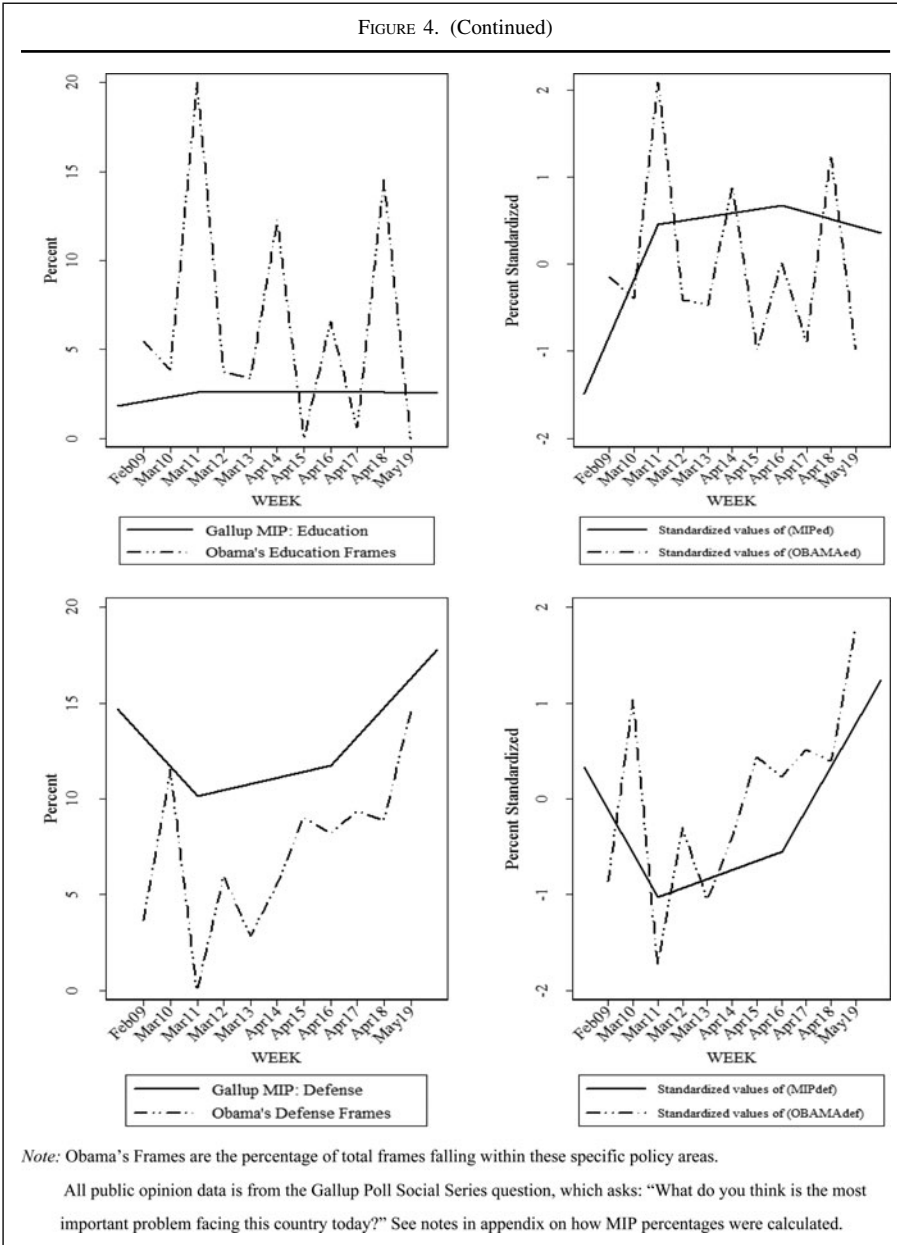 FIGURE 4. (Continued)
Percent
20
15
10
5
0
Feb09 Mar10 Mar11 Mar12 Mar13 Apr14 Apr15 Apr16 Apr17 Apr18 May19
WEEK
Gallup MIP: Education
Obama's Education Frames
Percent Standardized
2
1
0
-1
-2
Feb09 Mar10 Mar11 Mar12 Mar13 Apr14 Apr15 Apr16 Apr17 Apr18 May19
WEEK
Standardized values of (MIPed)
Standardized values of (OBAMAed)
Percent
20
15
10
5
0
Feb09 Mar10 Mar11 Mar12 Mar13 Apr14 Apr15 Apr16 Apr17 Apr18 May19
WEEK
Gallup MIP: Defense
Obama's Defense Frames
Percent Standardized
2
1
0
-1
-2
Feb09 Mar10 Mar11 Mar12 Mar13 Apr14 Apr15 Apr16 Apr17 Apr18 May19
WEEK
Standardized values of (MIPdef)
Standardized values of (OBAMAdef)
Note: Obama's Frames are the percentage of total frames falling within these specific policy areas.
All public opinion data is from the Gallup Poll Social Series question, which asks: “What do you think is the most
important problem facing this country today?” See notes in appendix on how MIP percentages were calculated.